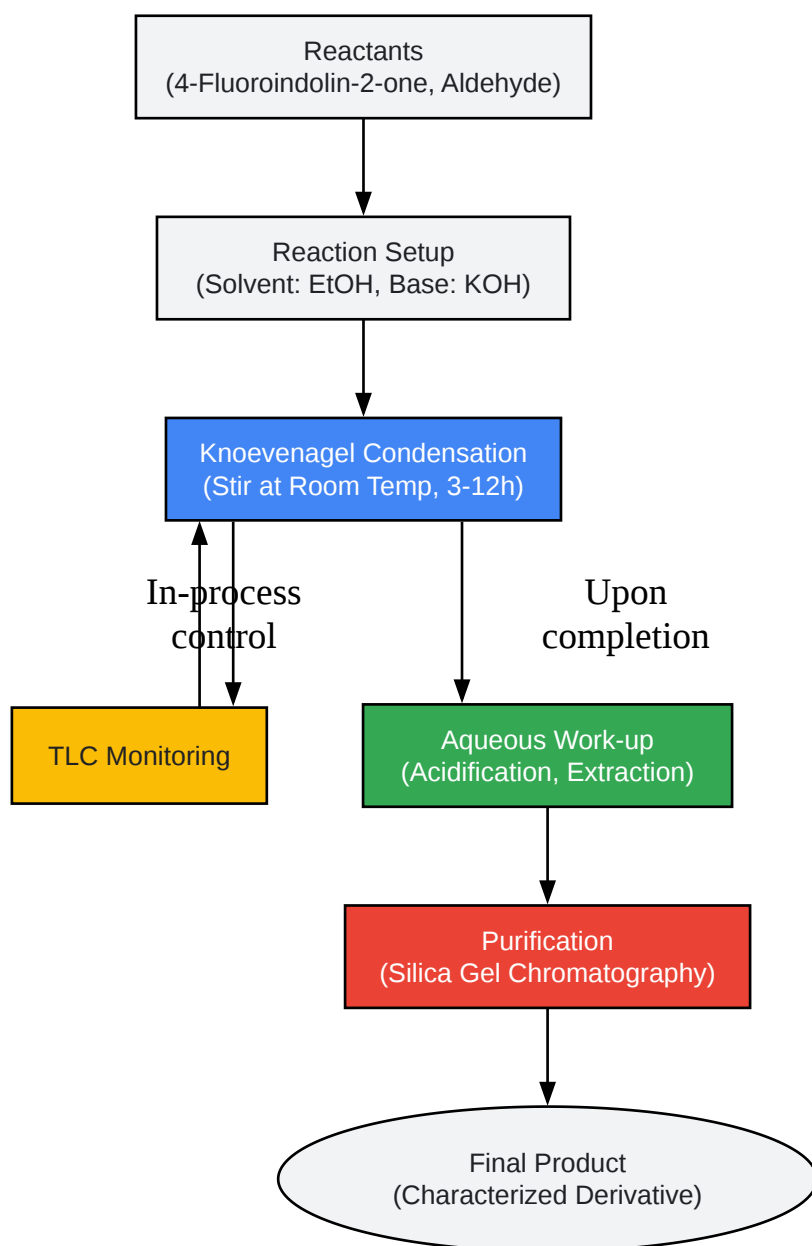 Reactants
(4-Fluoroindolin-2-one, Aldehyde)
Reaction Setup
(Solvent: EtOH, Base: KOH)
Knoevenagel Condensation
(Stir at Room Temp, 3-12h)
In-process
control
Upon
completion
TLC Monitoring
Aqueous Work-up
(Acidification, Extraction)
Purification
(Silica Gel Chromatography)
Final Product
(Characterized Derivative)